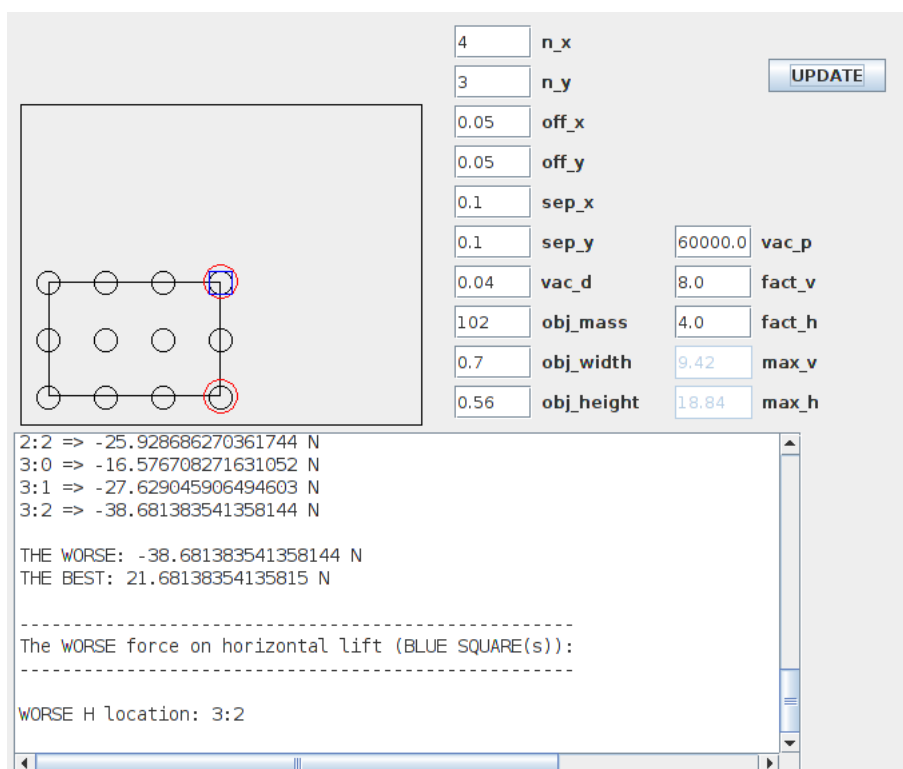 4 n_x
3 n_y
UPDATE
0.05 off_x
0.05 off_y
0.1 sep_x
0.1 sep_y 60000.0 vac_p
0.04 vac_d 8.0 fact_v
102 obj_mass 4.0 fact_h
0.7 obj_width 9.42 max_v
0.56 obj_height 18.84 max_h
2:2 => -25.928686270361744 N
3:0 => -16.576708271631052 N
3:1 => -27.629045906494603 N
3:2 => -38.681383541358144 N
THE WORSE: -38.681383541358144 N
THE BEST: 21.68138354135815 N
----------------------------------------------------
The WORSE force on horizontal lift (BLUE SQUARE(s)):
----------------------------------------------------
WORSE H location: 3:2